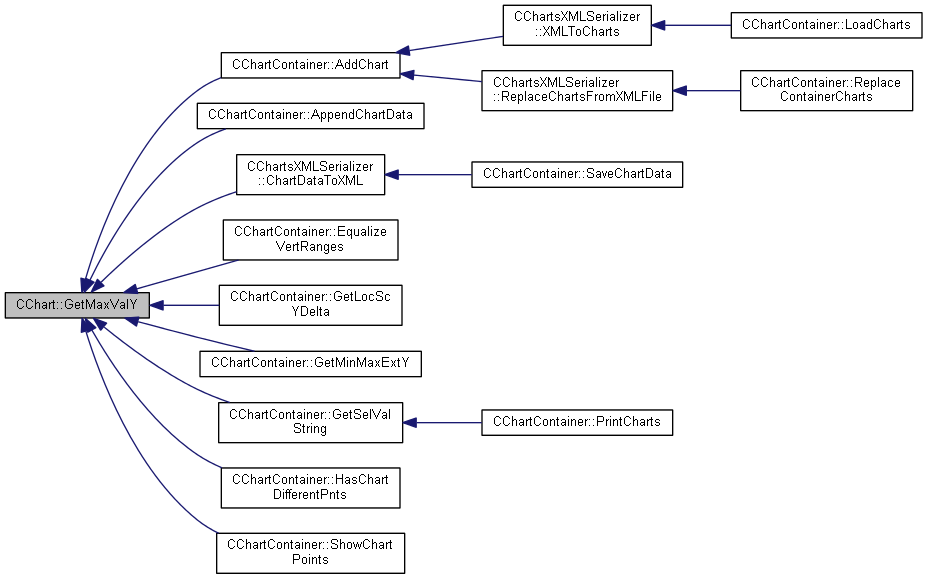 CChartsXMLSerializer
::XMLToCharts
CChartContainer::LoadCharts
CChartContainer::AddChart
CChartsXMLSerializer
::ReplaceChartsFromXMLFile
CChartContainer::Replace
ContainerCharts
CChartContainer::AppendChartData
CChartsXMLSerializer
::ChartDataToXML
CChartContainer::SaveChartData
CChartContainer::Equalize
VertRanges
CChart::GetMaxValY
CChartContainer::GetLocSc
YDelta
CChartContainer::GetMinMaxExtY
CChartContainer::GetSelVal
String
CChartContainer::PrintCharts
CChartContainer::HasChart
DifferentPnts
CChartContainer::ShowChart
Points